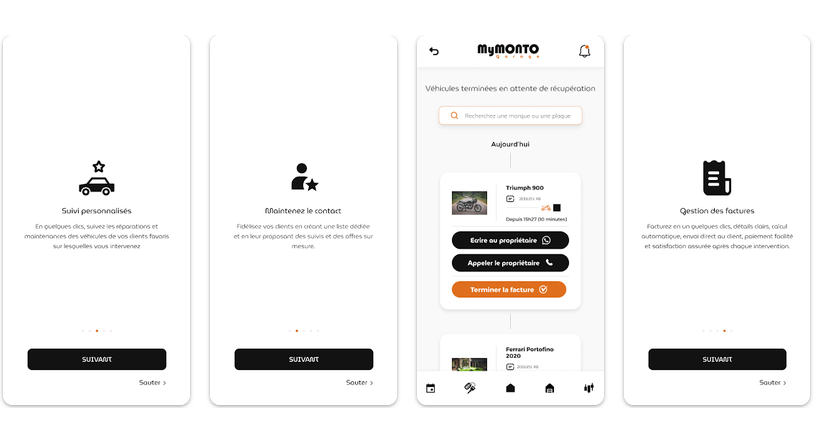 Suivi personnalisés
En quelques clics, suivez les réparations et
maintenances des véhicules de vos clients favoris
sur lesquelles vous intervenez
SUIVANT
Sauter >
Maintenez le contact
Fidélisez vos clients en créant une liste dédiée
et en leur proposant des suivis et des offres sur
mesure.
SUIVANT
Sauter >
MyMONTO
Garage
Véhicules terminées en attente de récupération
Recherchez une marque ou une plaque
Aujourd'hui
Triumph 900
Depuis 15h27 (10 minutes)
Ecrire au propriétaire
Appeler le propriétaire
Terminer la facture
Ferrari Portofino
2020
Gestion des factures
Facturez en un quelques clics, détails clairs, calcul
automatique, envoi direct au client, paiement facilité
et satisfaction assurée après chaque intervention.
SUIVANT
Sauter >